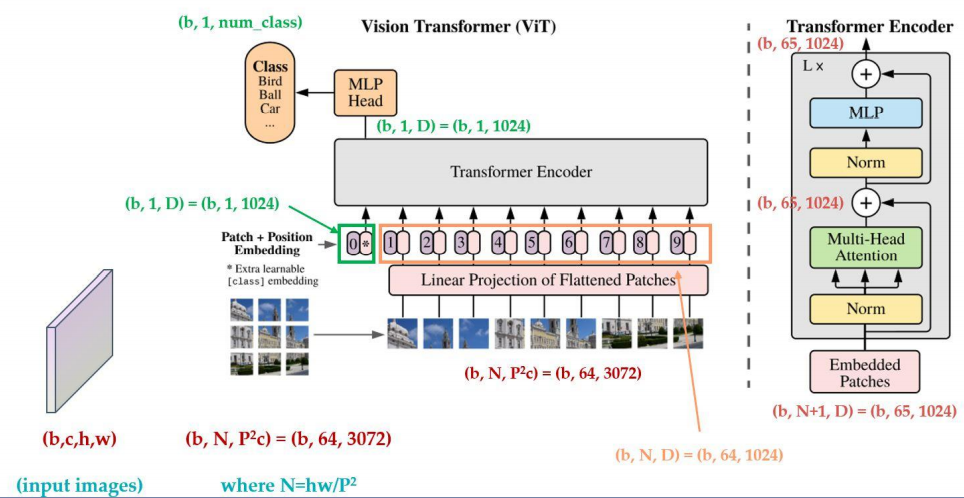 (b, 1, num_class)
Vision Transformer (ViT)
Class
Bird
Ball
Car
...
MLP
Head
(b, 1, D) = (b, 1, 1024)
Transformer Encoder
(b, 1, D) = (b, 1, 1024)
Patch + Position
Embedding
* Extra learnable
[class] embedding
0 * 1 2 3 4 5 6 7 8 9
Linear Projection of Flattened Patches
(b, N, P²c) = (b, 64, 3072)
(b,c,h,w)
(b, N, P²c) = (b, 64, 3072)
(b, N, D) = (b, 64, 1024)
(input images)
where N=hw/P²
Transformer Encoder
(b, 65, 1024)
L x
+
MLP
Norm
(b, 65, 1024)
+
Multi-Head
Attention
Norm
Embedded
Patches
(b, N+1, D) = (b, 65, 1024)